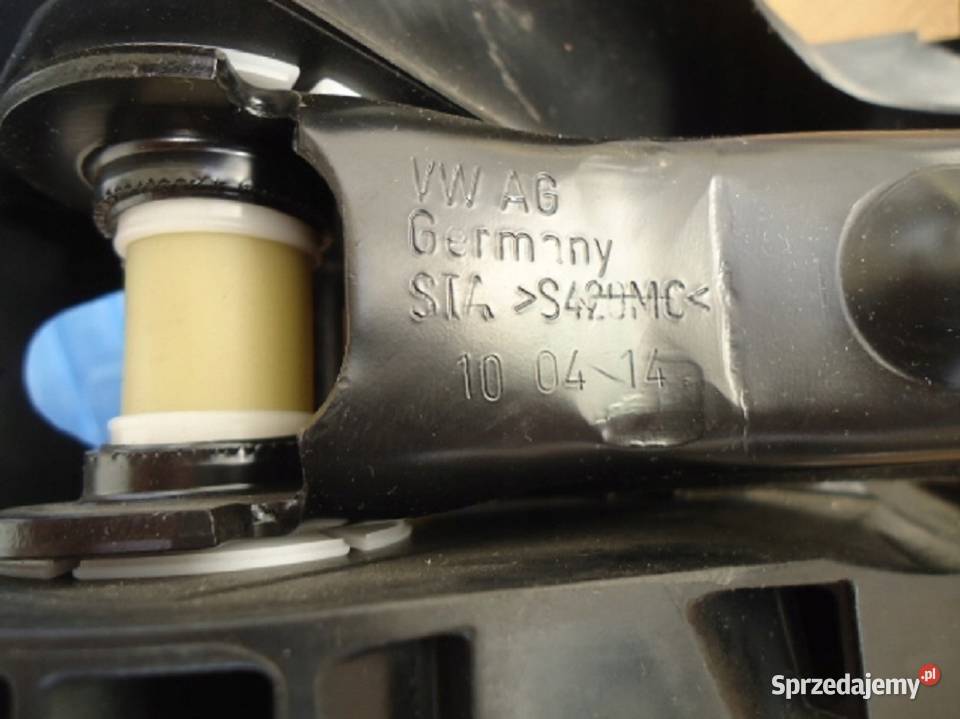 VW AG
Germany
STA >S420MC<
10 04 14
Sprzedajemy.pl